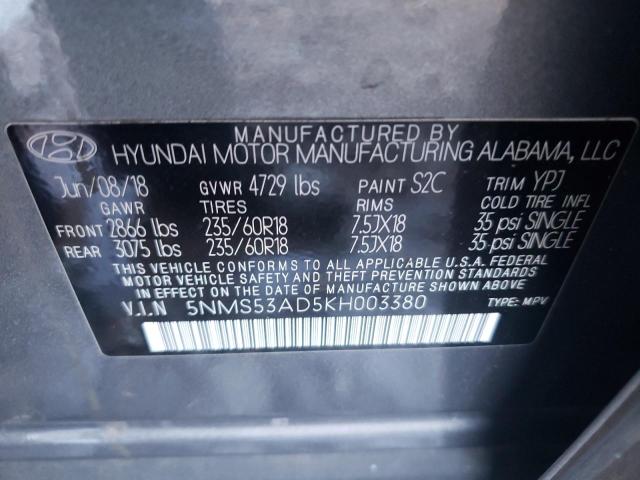 MANUFACTURED BY
HYUNDAI MOTOR MANUFACTURING ALABAMA, LLC
Jun/08/18 GVWR 4729 lbs PAINT S2C TRIM YPJ
GAWR TIRES RIMS COLD TIRE INFL
FRONT 2866 lbs 235/60R18 7.5JX18 35 psi SINGLE
REAR 3075 lbs 235/60R18 7.5JX18 35 psi SINGLE
THIS VEHICLE CONFORMS TO ALL APPLICABLE U.S.A. FEDERAL
MOTOR VEHICLE SAFETY AND THEFT PREVENTION STANDARDS
IN EFFECT ON THE DATE OF MANUFACTURE SHOWN ABOVE.
V.I.N 5NMS53AD5KH003380 TYPE: MPV